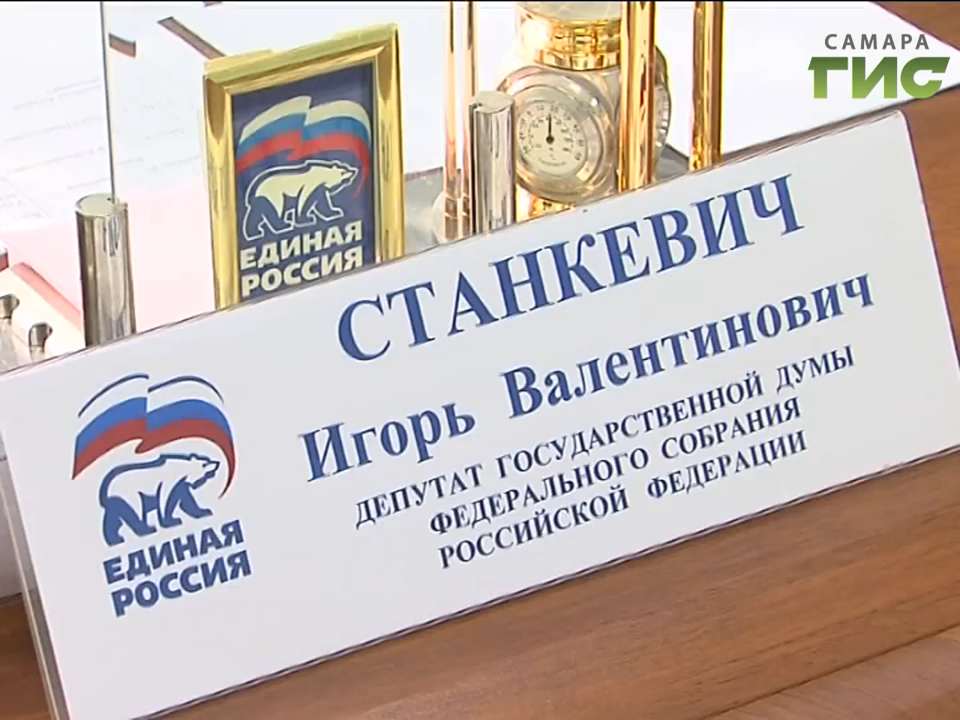 САМАРА
ГИС
ЕДИНАЯ
РОССИЯ
СТАНКЕВИЧ
Игорь Валентинович
ДЕПУТАТ ГОСУДАРСТВЕННОЙ ДУМЫ
ФЕДЕРАЛЬНОГО СОБРАНИЯ
РОССИЙСКОЙ ФЕДЕРАЦИИ
ЕДИНАЯ
РОССИЯ